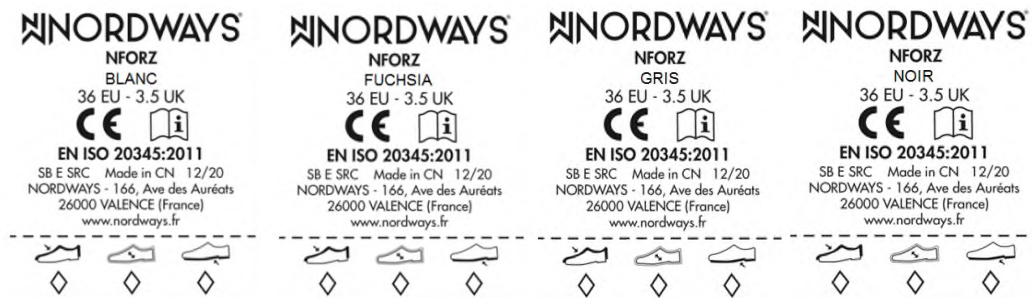 NORDWAYS®
NFORZ
BLANC
36 EU - 3.5 UK
CE i
EN ISO 20345:2011
SB E SRC Made in CN 12/20
NORDWAYS - 166, Ave des Auréats
26000 VALENCE (France)
www.nordways.fr
NORDWAYS®
NFORZ
FUCHSIA
36 EU - 3.5 UK
CE i
EN ISO 20345:2011
SB E SRC Made in CN 12/20
NORDWAYS - 166, Ave des Auréats
26000 VALENCE (France)
www.nordways.fr
NORDWAYS®
NFORZ
GRIS
36 EU - 3.5 UK
CE i
EN ISO 20345:2011
SB E SRC Made in CN 12/20
NORDWAYS - 166, Ave des Auréats
26000 VALENCE (France)
www.nordways.fr
NORDWAYS®
NFORZ
NOIR
36 EU - 3.5 UK
CE i
EN ISO 20345:2011
SB E SRC Made in CN 12/20
NORDWAYS - 166, Ave des Auréats
26000 VALENCE (France)
www.nordways.fr